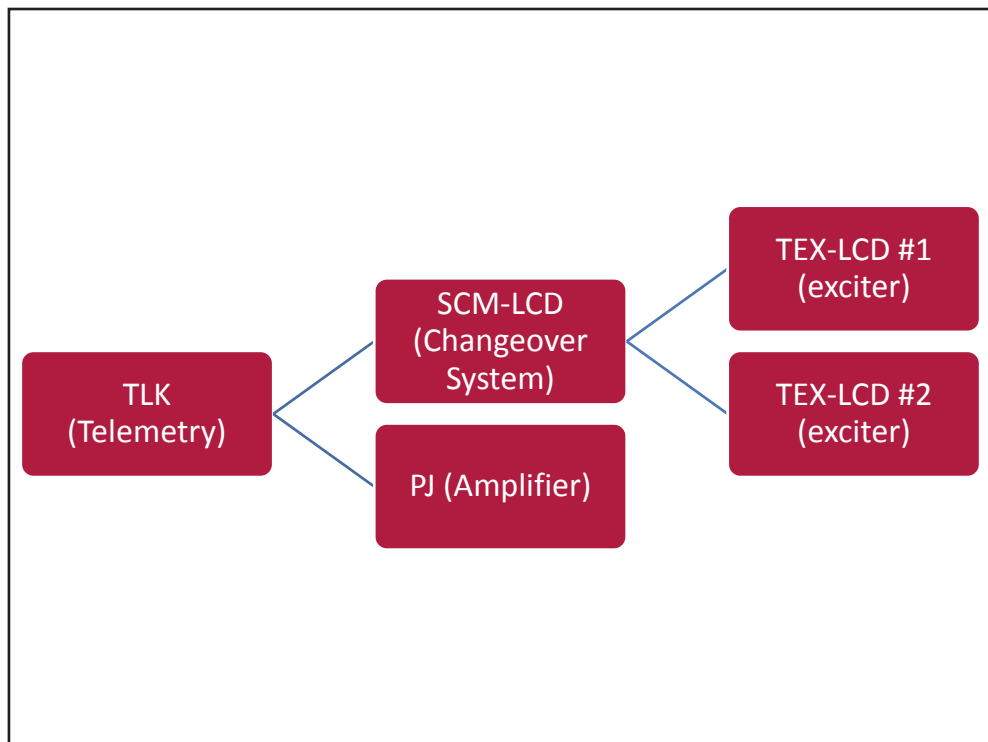 TLK
(Telemetry)
SCM-LCD
(Changeover
System)
PJ (Amplifier)
TEX-LCD #1
(exciter)
TEX-LCD #2
(exciter)